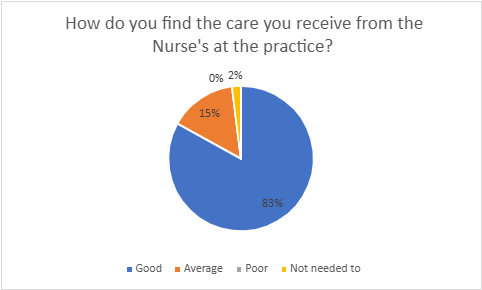 How do you find the care you receive from the
Nurse's at the practice?
0%
2%
15%
83%
Good
Average
Poor
Not needed to